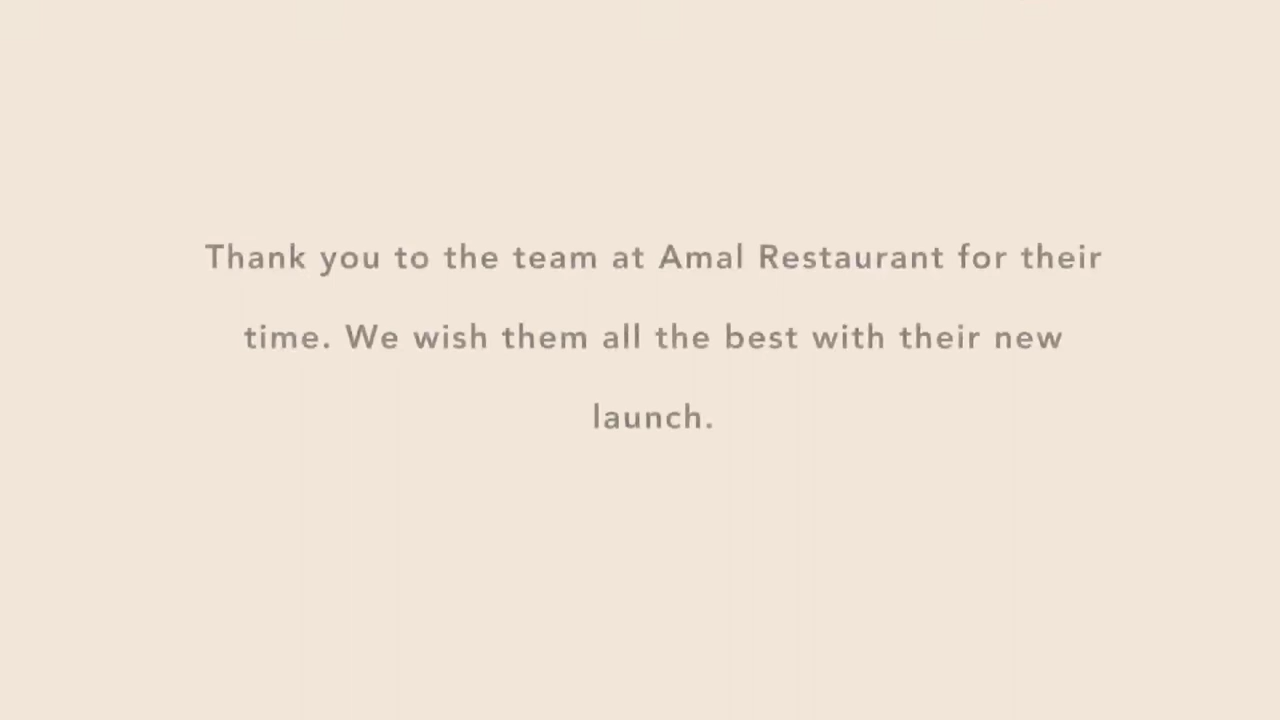 Thank you to the team at Amal Restaurant for their
time. We wish them all the best with their new
launch.